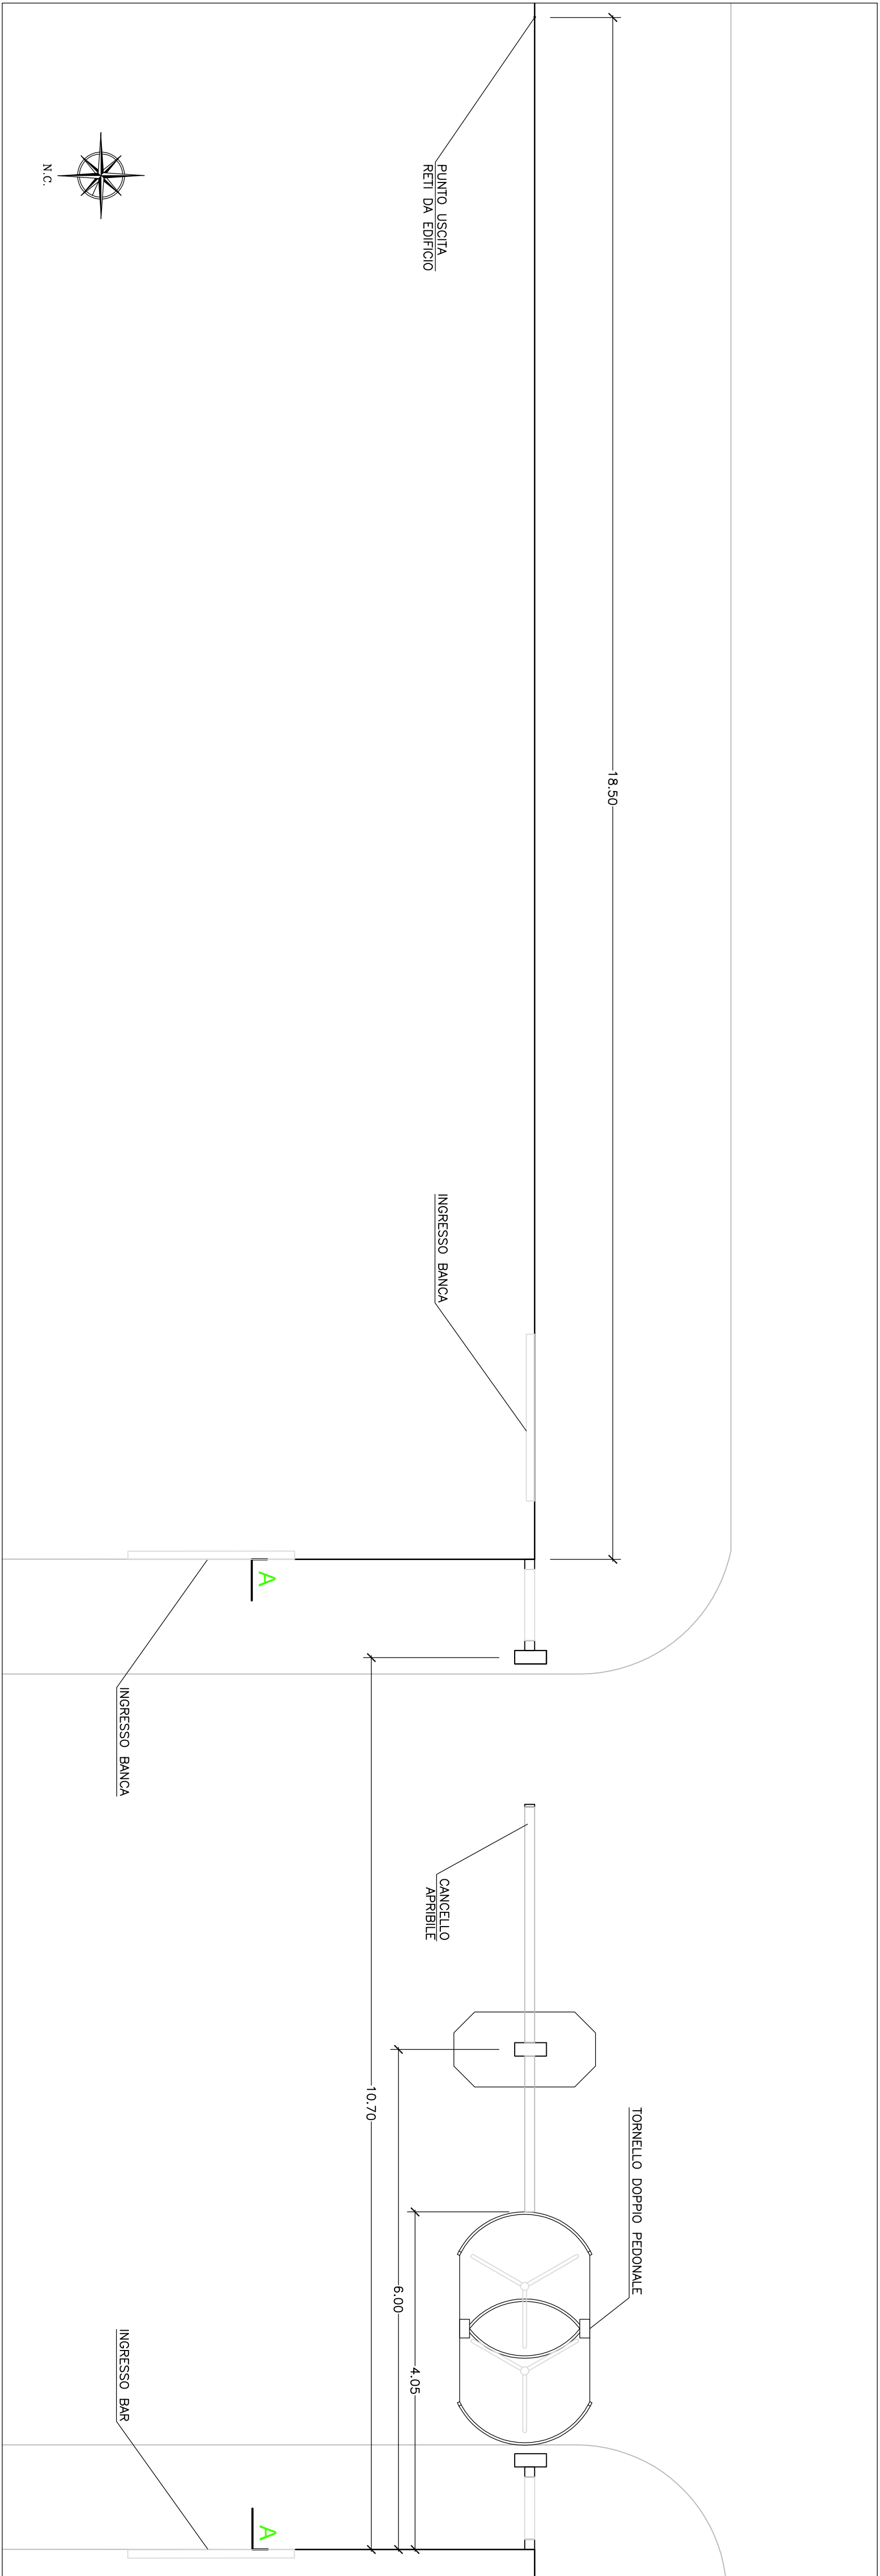 N.C.
PUNTO USCITA
RETI DA EDIFICIO
18.50
INGRESSO BANCA
A
INGRESSO BANCA
CANCELLO
APRIBILE
10.70
TORNELLO DOPPIO PEDONALE
6.00
4.05
INGRESSO BAR
A